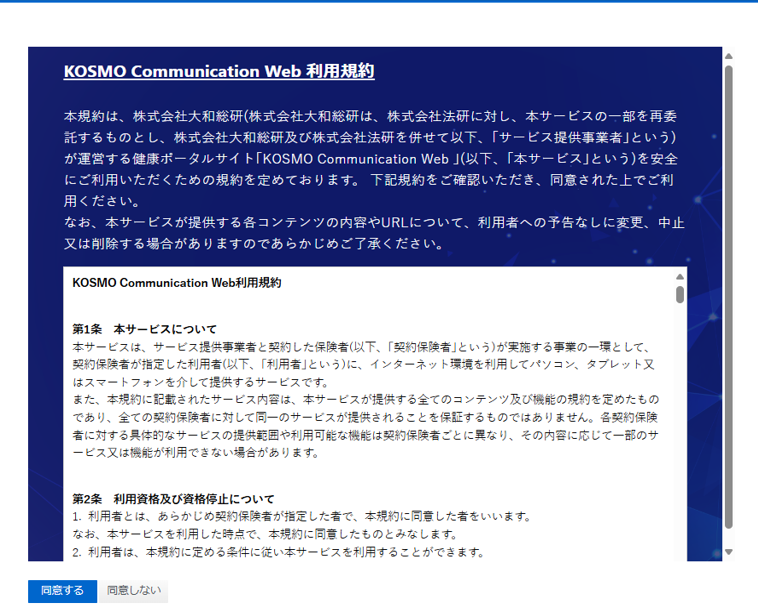 KOSMO Communication Web 利用規約
本規約は、株式会社大和総研(株式会社大和総研は、株式会社法研に対し、本サービスの一部を再委
託するものとし、株式会社大和総研及び株式会社法研を併せて以下、「サービス提供事業者」という)
が運営する健康ポータルサイト「KOSMO Communication Web 」(以下、「本サービス」という)を安全
にご利用いただくための規約を定めております。 下記規約をご確認いただき、同意された上でご利
用ください。
なお、本サービスが提供する各コンテンツの内容やURLについて、利用者への予告なしに変更、中止
又は削除する場合がありますのであらかじめご了承ください。
KOSMO Communication Web利用規約
第1条　本サービスについて
本サービスは、サービス提供事業者と契約した保険者(以下、「契約保険者」という)が実施する事業の一環として、
契約保険者が指定した利用者(以下、「利用者」という)に、インターネット環境を利用してパソコン、タブレット又
はスマートフォンを介して提供するサービスです。
また、本規約に記載されたサービス内容は、本サービスが提供する全てのコンテンツ及び機能の規約を定めたもの
であり、全ての契約保険者に対して同一のサービスが提供されることを保証するものではありません。各契約保険
者に対する具体的なサービスの提供範囲や利用可能な機能は契約保険者ごとに異なり、その内容に応じて一部のサ
ービス又は機能が利用できない場合があります。
第2条　利用資格及び資格停止について
1. 利用者とは、あらかじめ契約保険者が指定した者で、本規約に同意した者をいいます。
なお、本サービスを利用した時点で、本規約に同意したものとみなします。
2. 利用者は、本規約に定める条件に従い本サービスを利用することができます。
同意する 同意しない